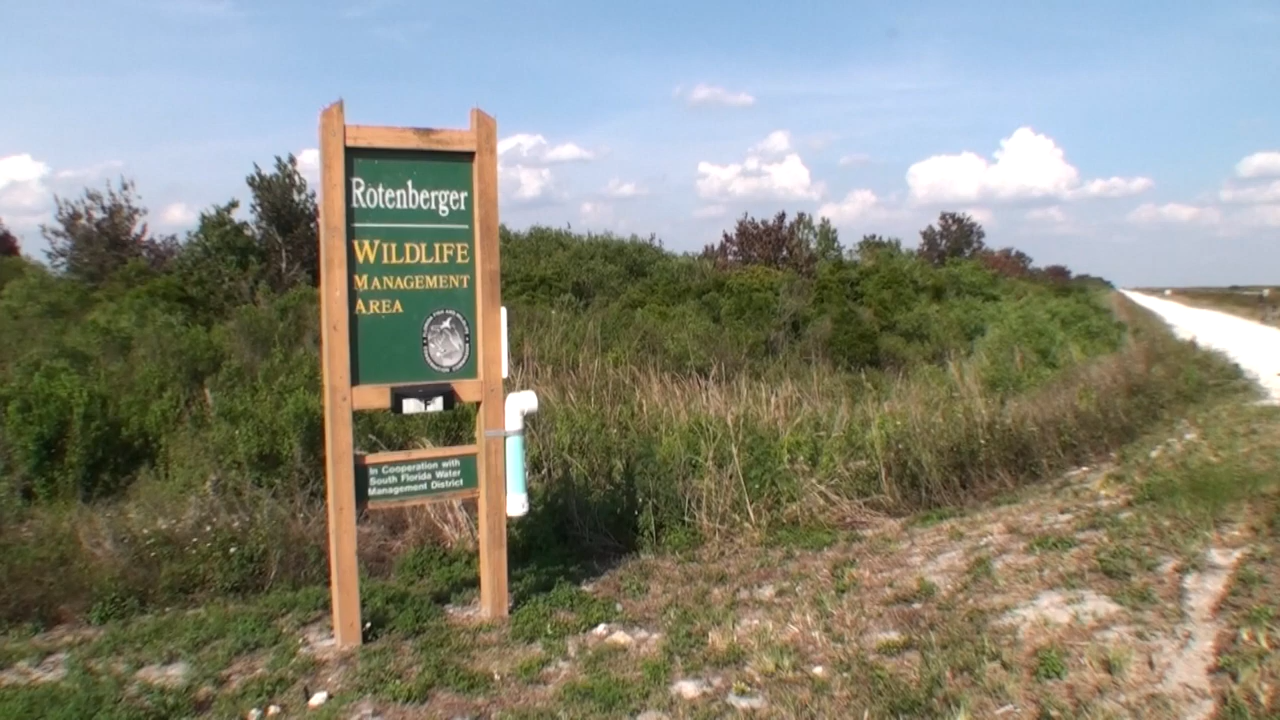 Rotenberger
WILDLIFE
MANAGEMENT
AREA
In Cooperation with
South Florida Water
Management District